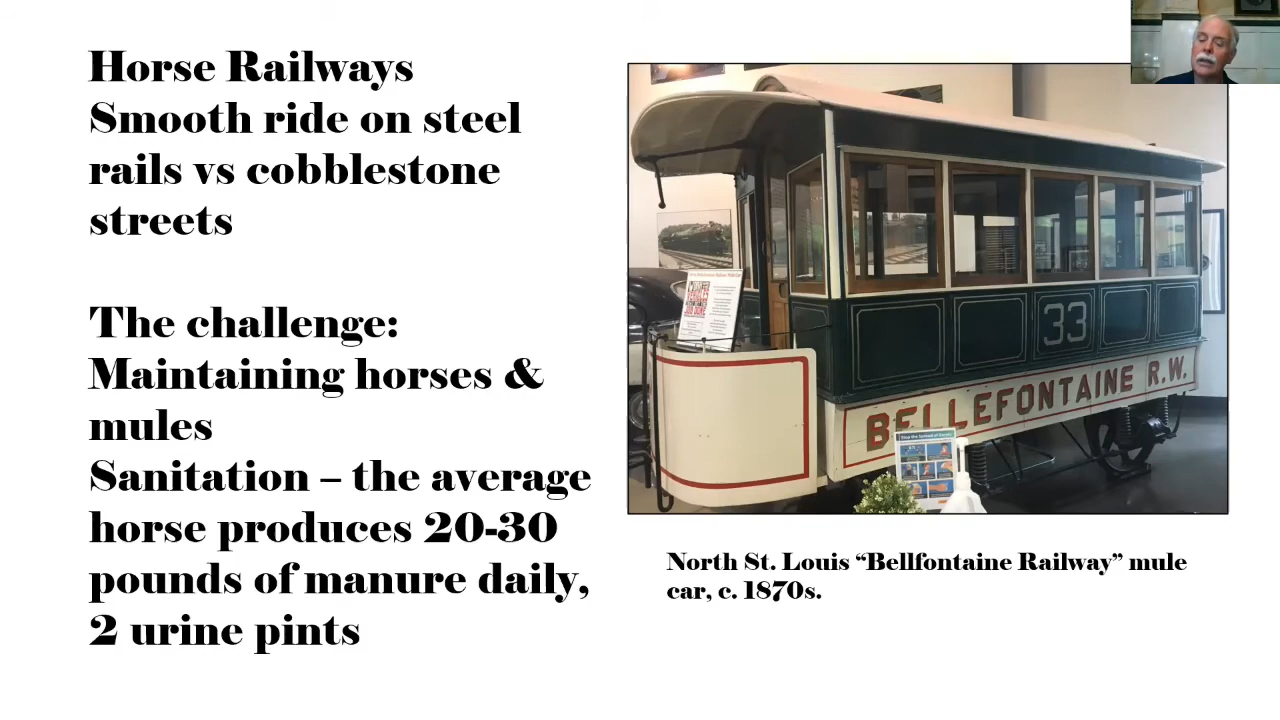 Horse Railways
Smooth ride on steel
rails vs cobblestone
streets
The challenge:
Maintaining horses &
mules
Sanitation – the average
horse produces 20-30
pounds of manure daily,
2 urine pints
33
BELLEFONTAINE R.W.
North St. Louis “Bellfontaine Railway” mule
car, c. 1870s.